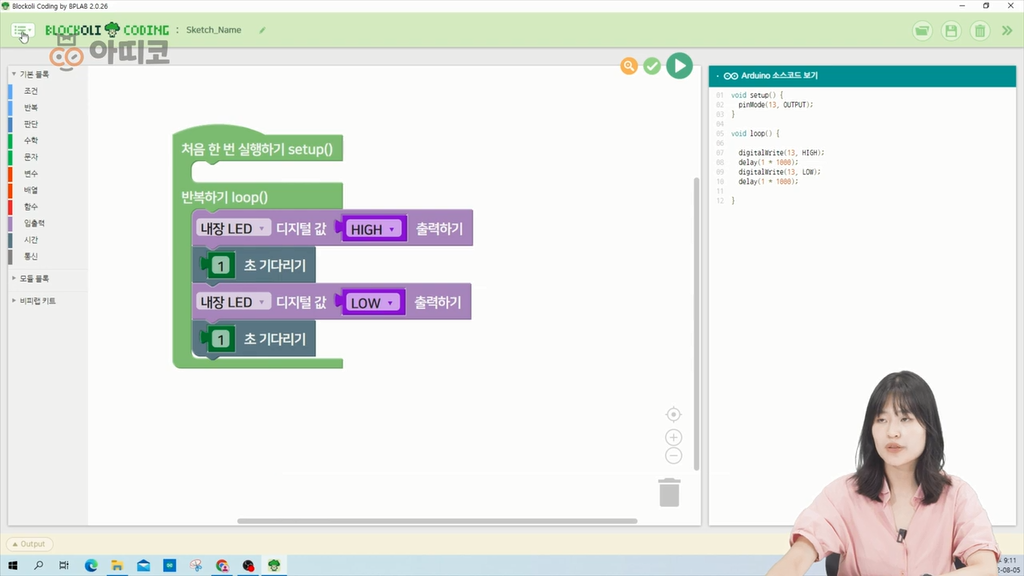 Blockoli Coding by BPLAB 2.0.26
BLOCKOLI CODING : Sketch_Name
아띠코
기본 블록
조건
반복
판단
수학
문자
변수
배열
함수
입출력
시간
통신
모듈 블록
비피랩 키트
처음 한 번 실행하기 setup()
반복하기 loop()
내장 LED 디지털 값 HIGH 출력하기
1 초 기다리기
내장 LED 디지털 값 LOW 출력하기
1 초 기다리기
Arduino 소스코드 보기
01 void setup() {
02 pinMode(13, OUTPUT);
03 }
04
05 void loop() {
06
07 digitalWrite(13, HIGH);
08 delay(1 * 1000);
09 digitalWrite(13, LOW);
10 delay(1 * 1000);
11
12 }
Output
9:11
2-08-05